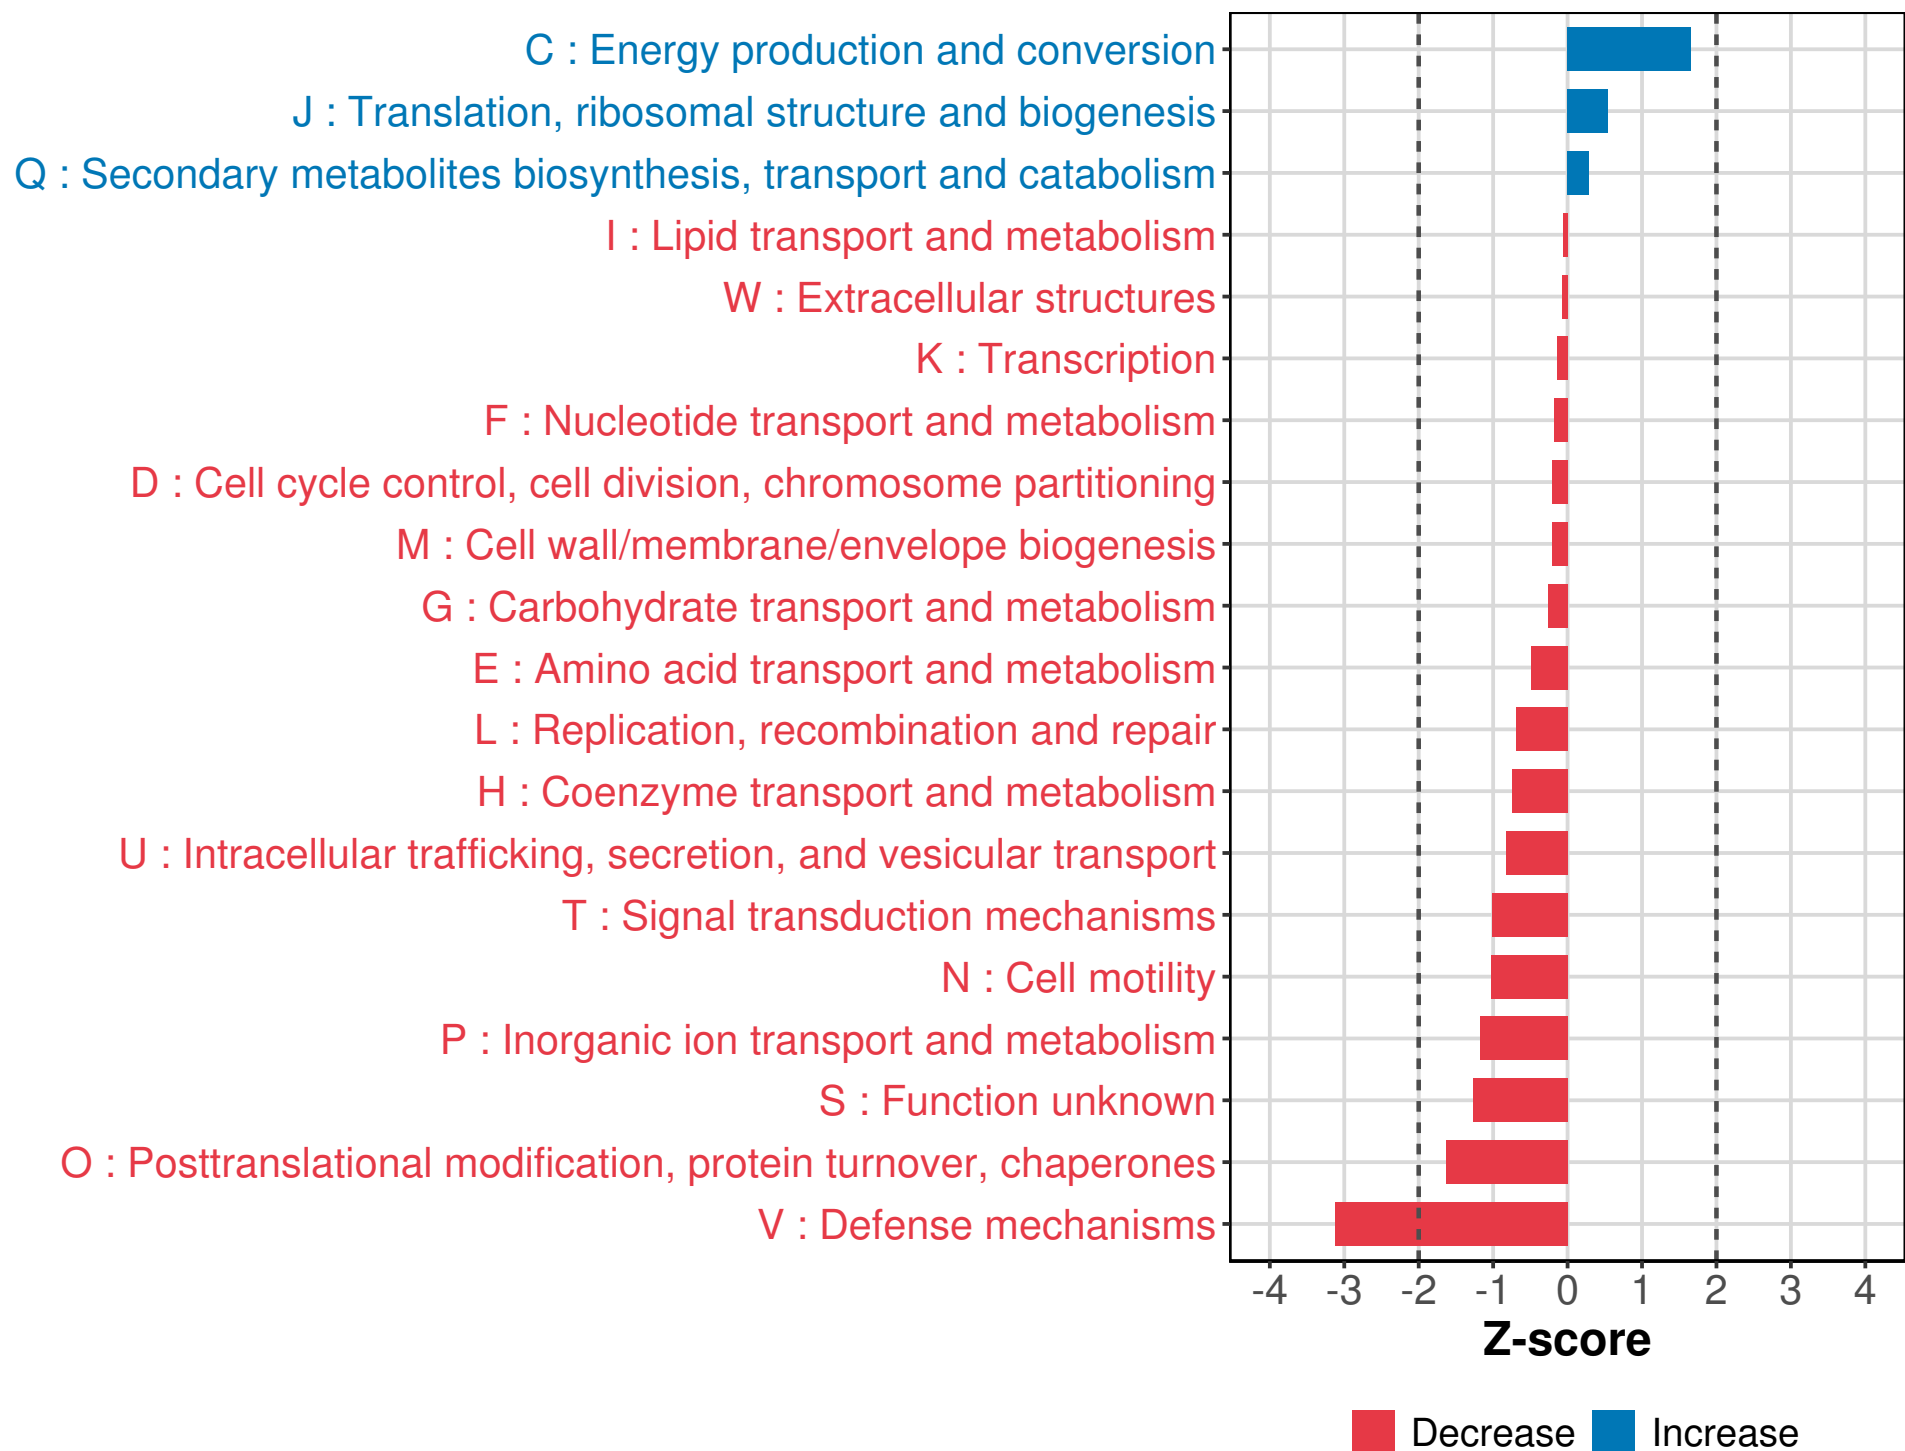 C : Energy production and conversion
J : Translation, ribosomal structure and biogenesis
Q : Secondary metabolites biosynthesis, transport and catabolism
I : Lipid transport and metabolism
W : Extracellular structures
K : Transcription
F : Nucleotide transport and metabolism
D : Cell cycle control, cell division, chromosome partitioning
M : Cell wall/membrane/envelope biogenesis
G : Carbohydrate transport and metabolism
E : Amino acid transport and metabolism
L : Replication, recombination and repair
H : Coenzyme transport and metabolism
U : Intracellular trafficking, secretion, and vesicular transport
T : Signal transduction mechanisms
N : Cell motility
P : Inorganic ion transport and metabolism
S : Function unknown
O : Posttranslational modification, protein turnover, chaperones
V : Defense mechanisms
-4 -3 -2 -1 0 1 2 3 4
Z-score
Decrease Increase